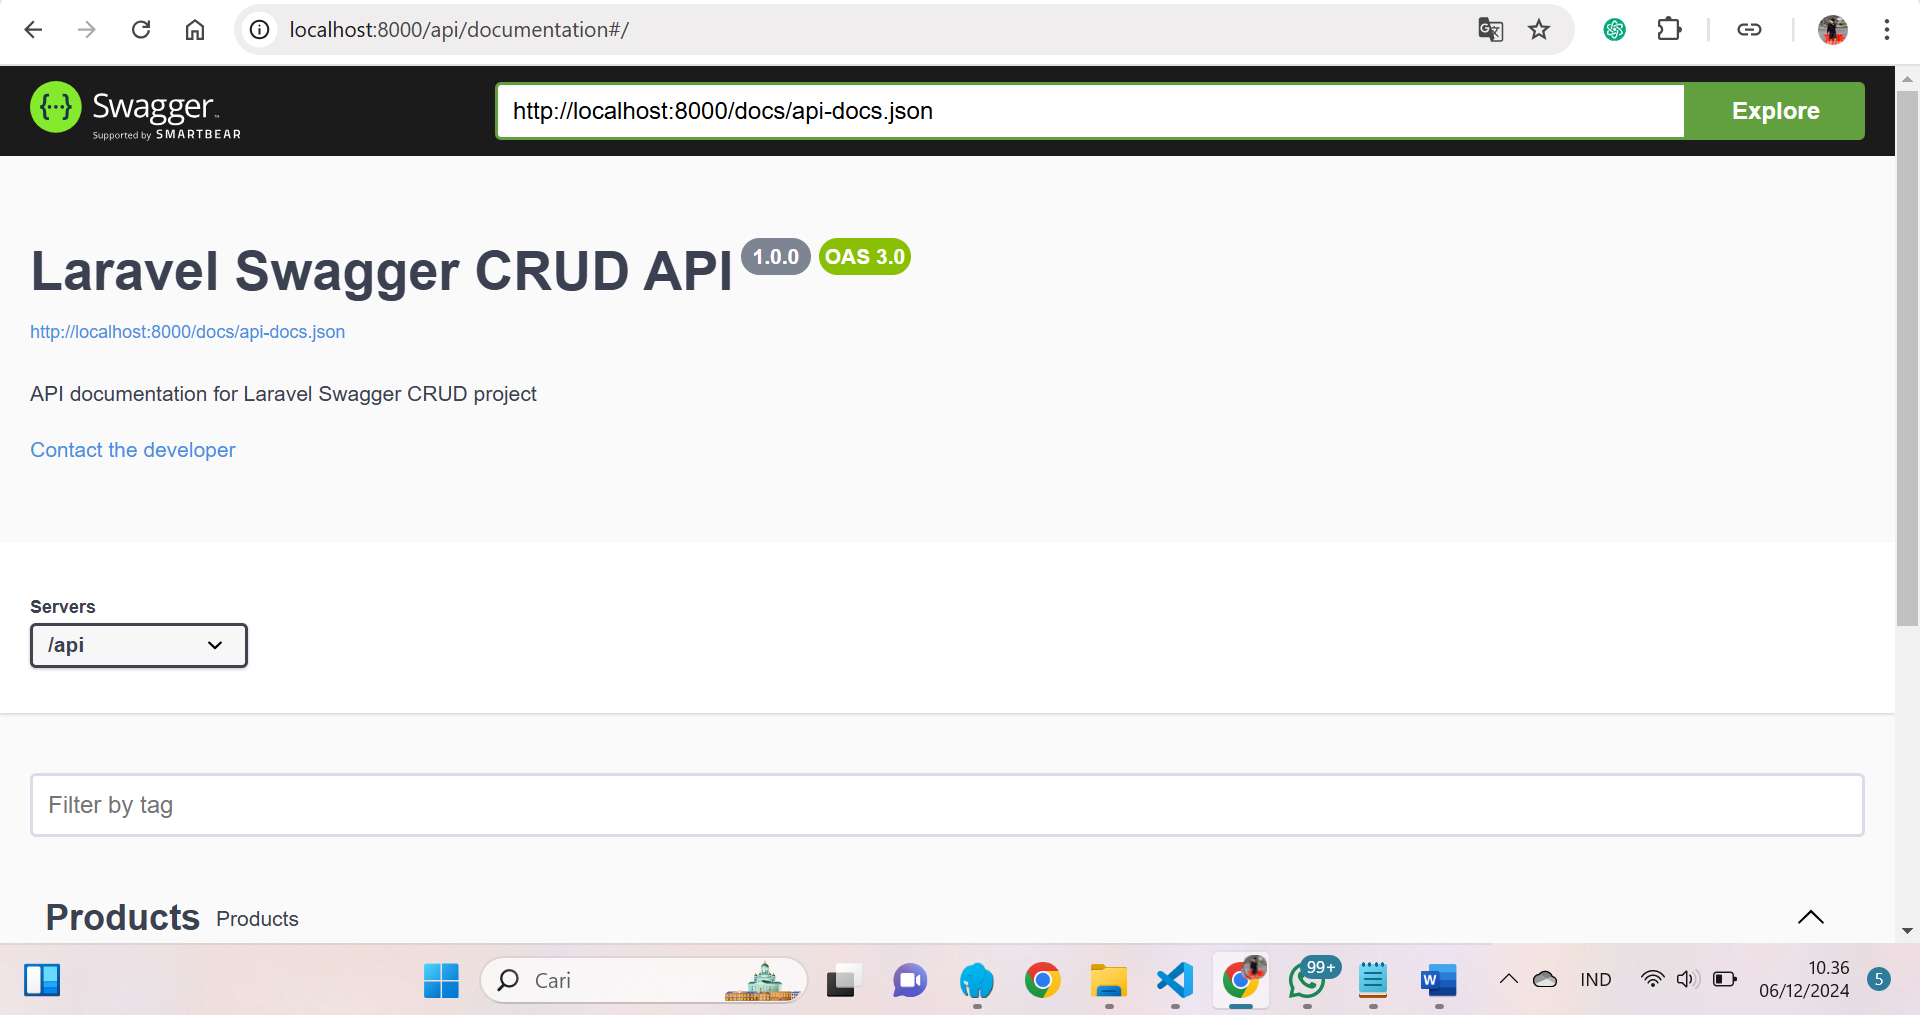 localhost:8000/api/documentation#/
Swagger™
Supported by SMARTBEAR
http://localhost:8000/docs/api-docs.json
Explore
Laravel Swagger CRUD API 1.0.0 OAS 3.0
http://localhost:8000/docs/api-docs.json
API documentation for Laravel Swagger CRUD project
Contact the developer
Servers
/api
Filter by tag
Products Products
Cari
W
99+
IND
10.36
06/12/2024
5